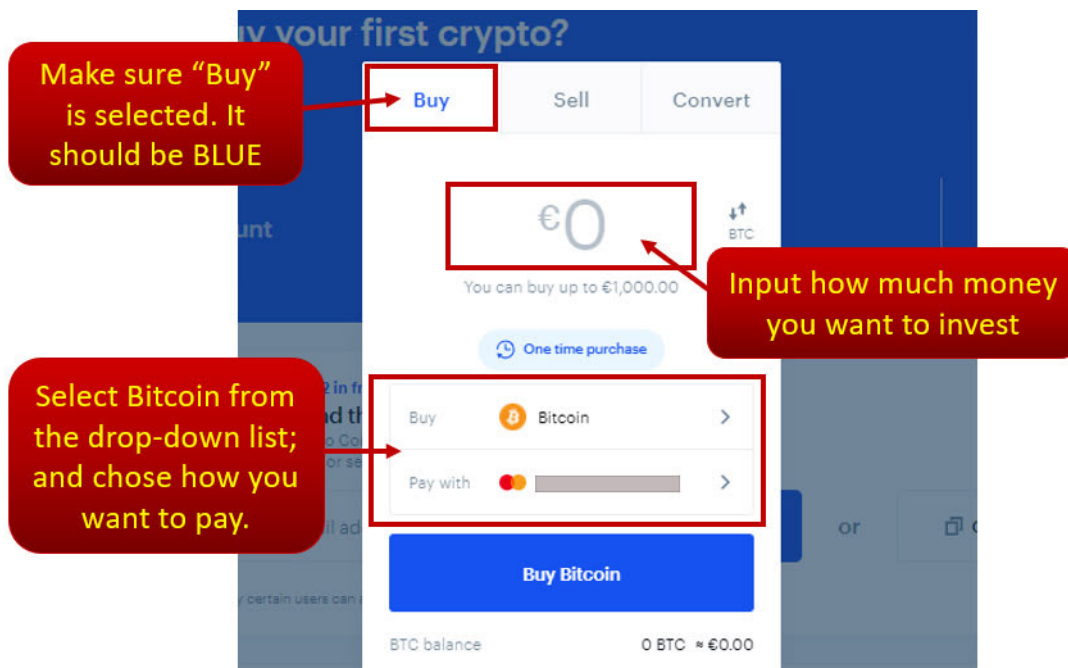 your first crypto?
Make sure “Buy”
is selected. It
should be BLUE
Buy Sell Convert
€0
BTC
You can buy up to €1,000.00
Input how much money
you want to invest
One time purchase
Select Bitcoin from
the drop-down list;
and chose how you
want to pay.
Buy Bitcoin
Pay with
or
Buy Bitcoin
certain users can
BTC balance 0 BTC ≈ €0.00